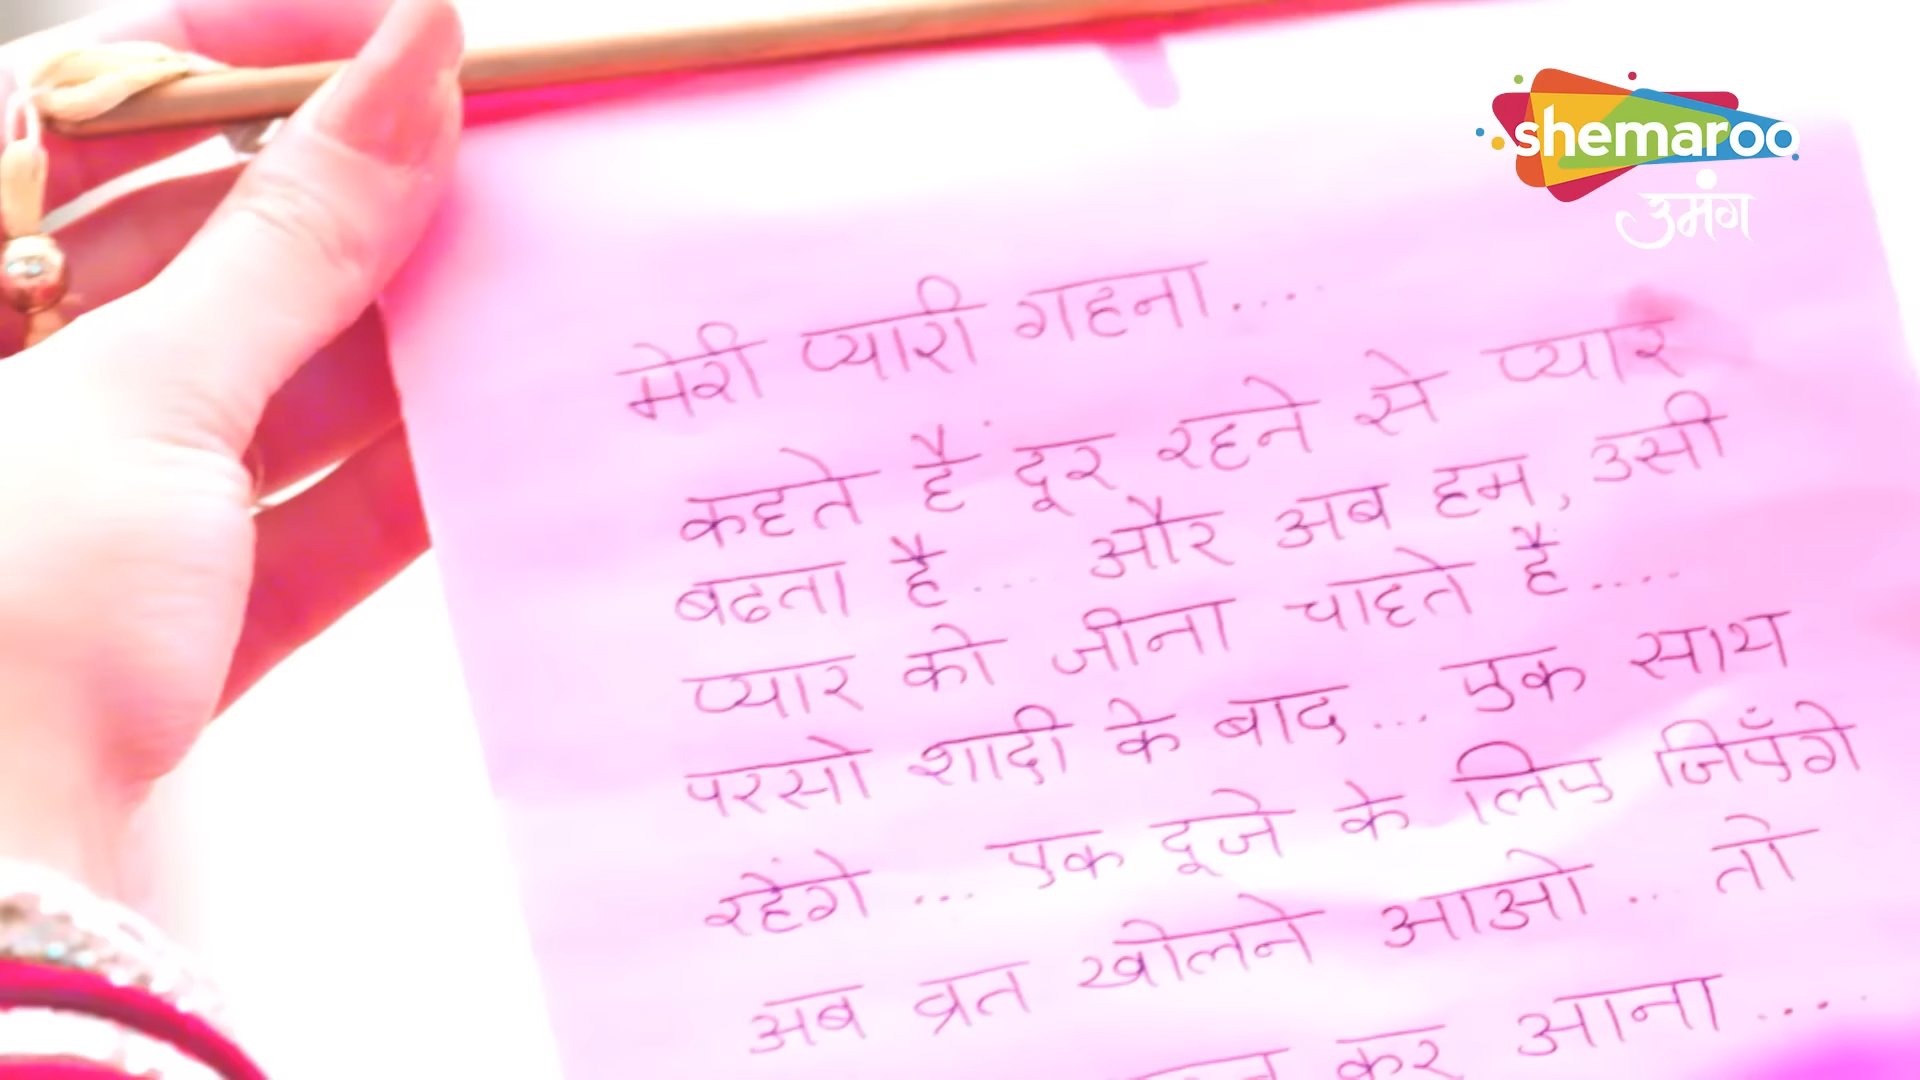 shemaroo
उमंग
मेरी प्यारी गहना....
कहते हैं दूर रहने से प्यार
बढता है... और अब हम, उसी
प्यार को जीना चाहते है....
परसो शादी के बाद... एक साथ
रहेंगे ... एक दूजे के लिए जिएँगे
अब व्रत खोलने आओ... तो
कर आना....